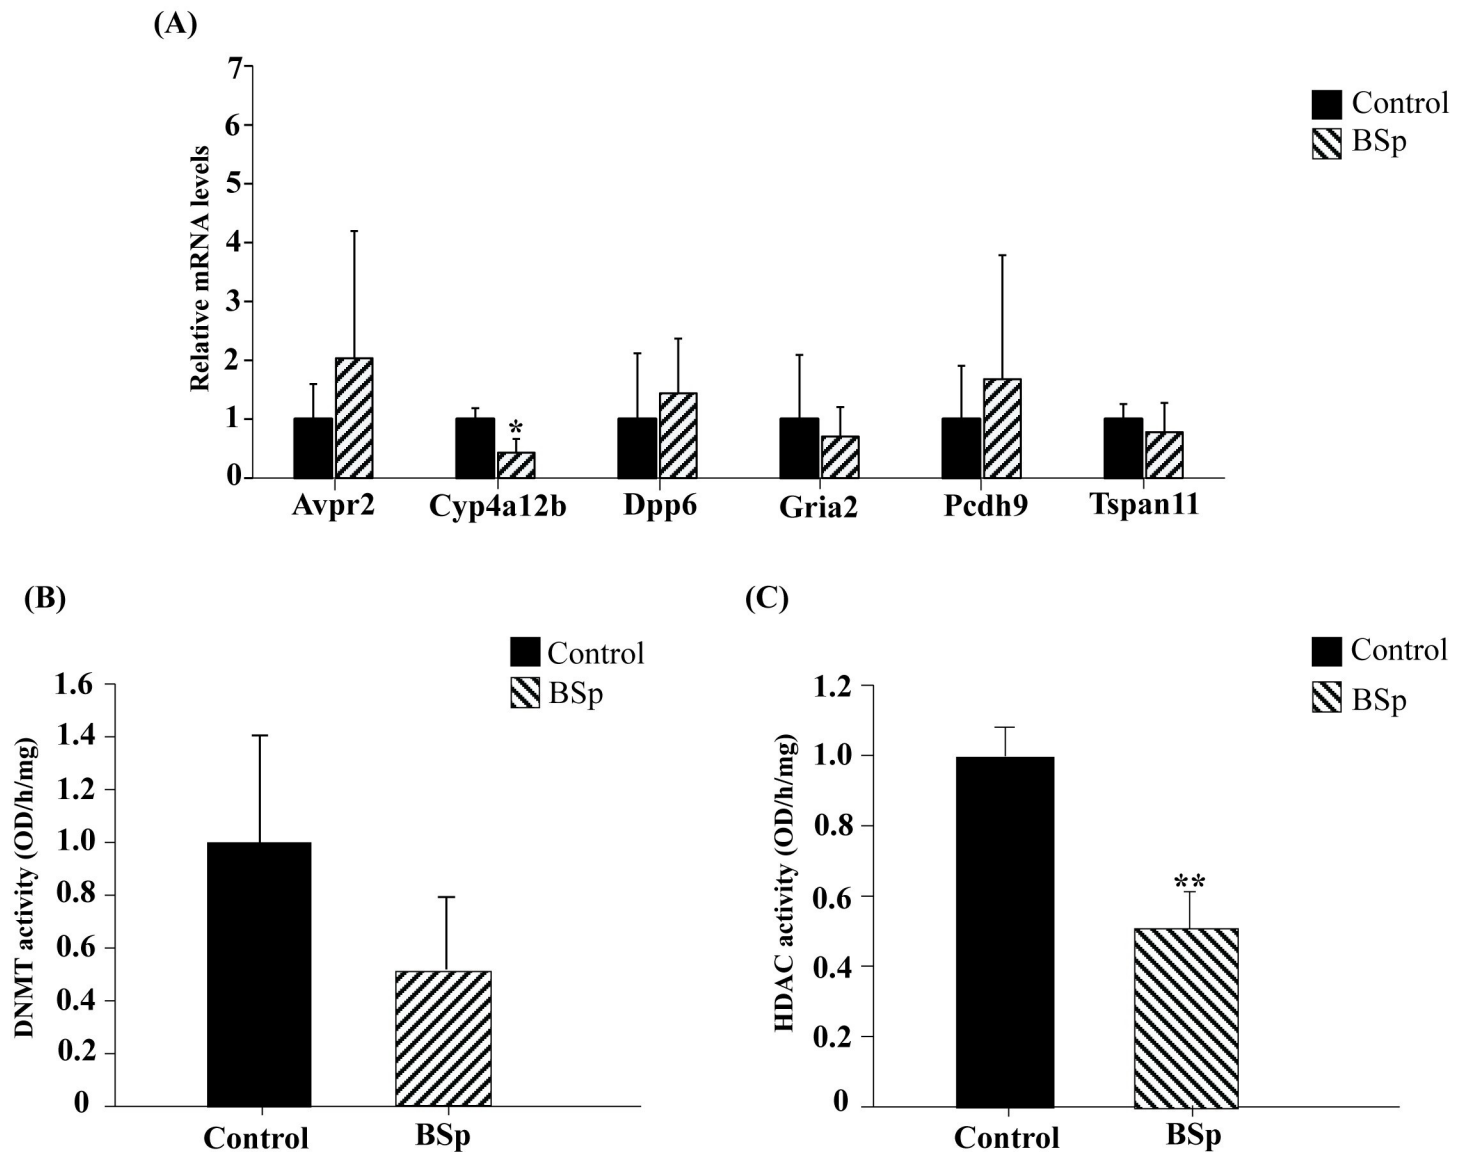 (A)
Relative mRNA levels
7
6
5
4
3
2
1
0
*
Avpr2 Cyp4a12b Dpp6 Gria2 Pcdh9 Tspan11
Control
BSp
(B)
DNMT activity (OD/h/mg)
1.6
1.4
1.2
1.0
0.8
0.6
0.4
0.2
0
Control BSp
Control
BSp
(C)
HDAC activity (OD/h/mg)
1.2
1.0
0.8
0.6
0.4
0.2
0
**
Control BSp
Control
BSp